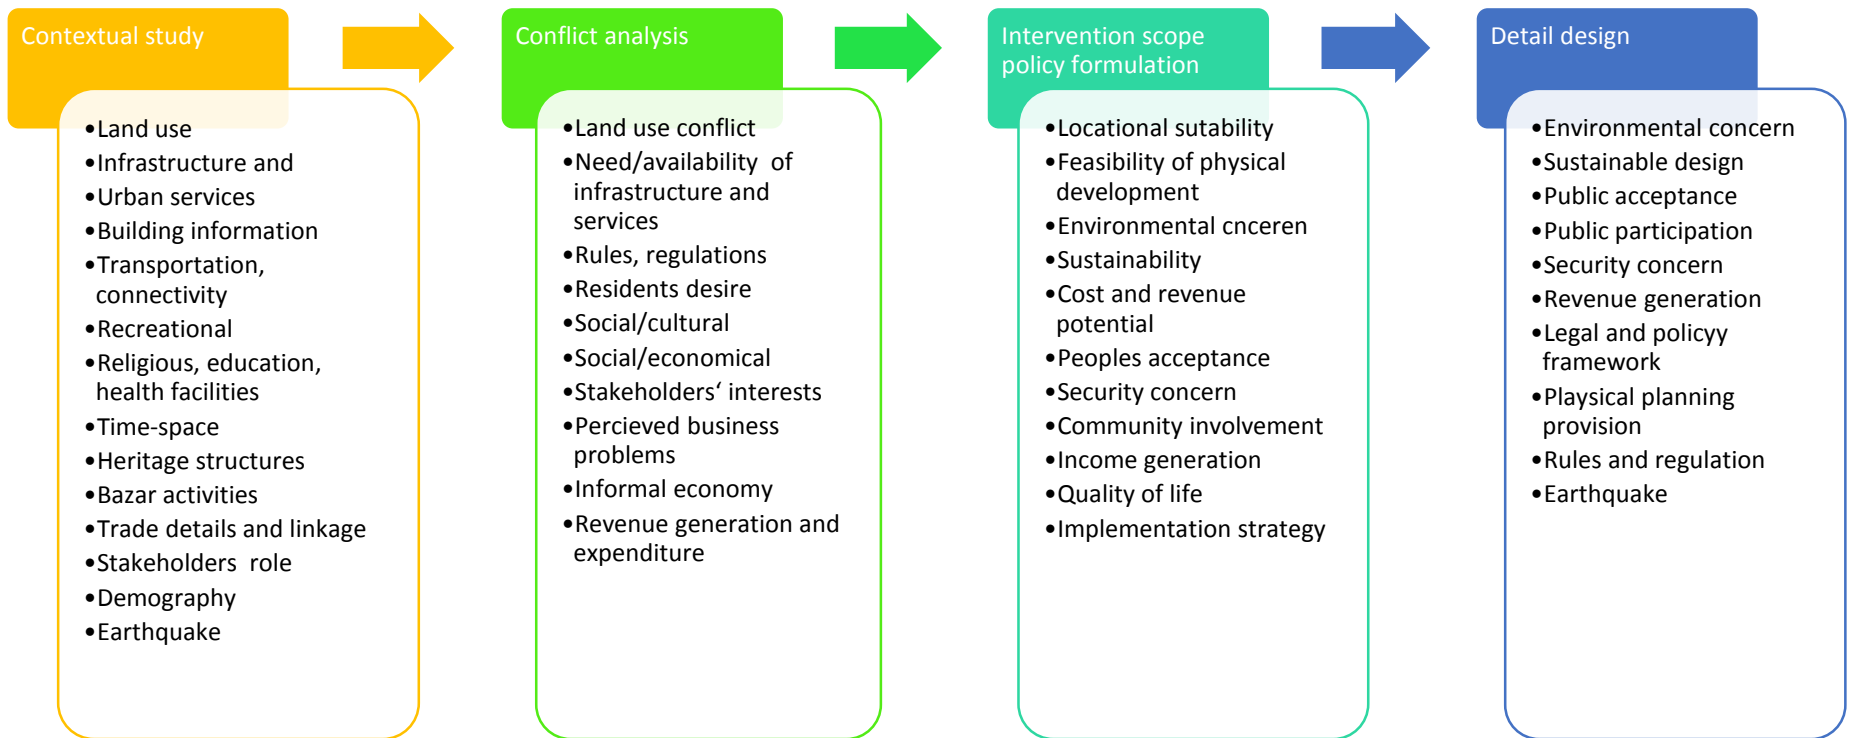 Contextual study
•Land use
•Infrastructure and
•Urban services
•Building information
•Transportation,
connectivity
•Recreational
•Religious, education,
health facilities
•Time-space
•Heritage structures
•Bazar activities
•Trade details and linkage
•Stakeholders  role
•Demography
•Earthquake
Conflict analysis
•Land use conflict
•Need/availability  of
infrastructure and
services
•Rules, regulations
•Residents desire
•Social/cultural
•Social/economical
•Stakeholders‘ interests
•Percieved business
problems
•Informal economy
•Revenue generation and
expenditure
Intervention scope
policy formulation
•Locational sutability
•Feasibility of physical
development
•Environmental cnceren
•Sustainability
•Cost and revenue
potential
•Peoples acceptance
•Security concern
•Community involvement
•Income generation
•Quality of life
•Implementation strategy
Detail design
•Environmental concern
•Sustainable design
•Public acceptance
•Public participation
•Security concern
•Revenue generation
•Legal and policyy
framework
•Playsical planning
provision
•Rules and regulation
•Earthquake